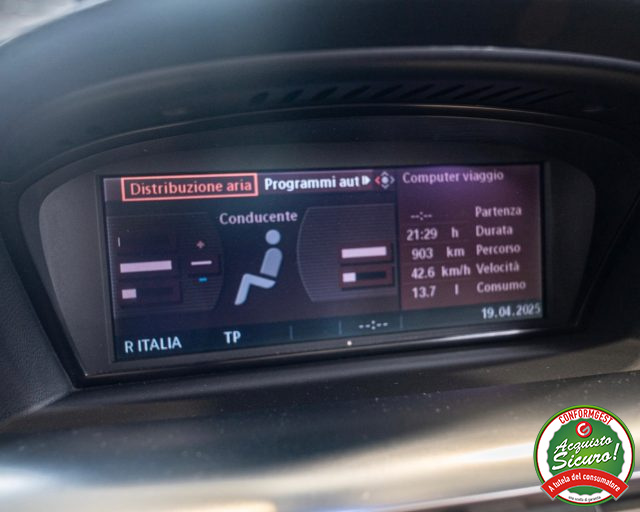 Distribuzione aria Programmi aut
Conducente
+
-
Computer viaggio
--:-- Partenza
21:29 h Durata
903 km Percorso
42.6 km/h Velocità
13.7 l Consumo
19.04.2025
R ITALIA TP --:--
CONFORMGEST
Acquisto
Sicuro!
A tutela del consumatore